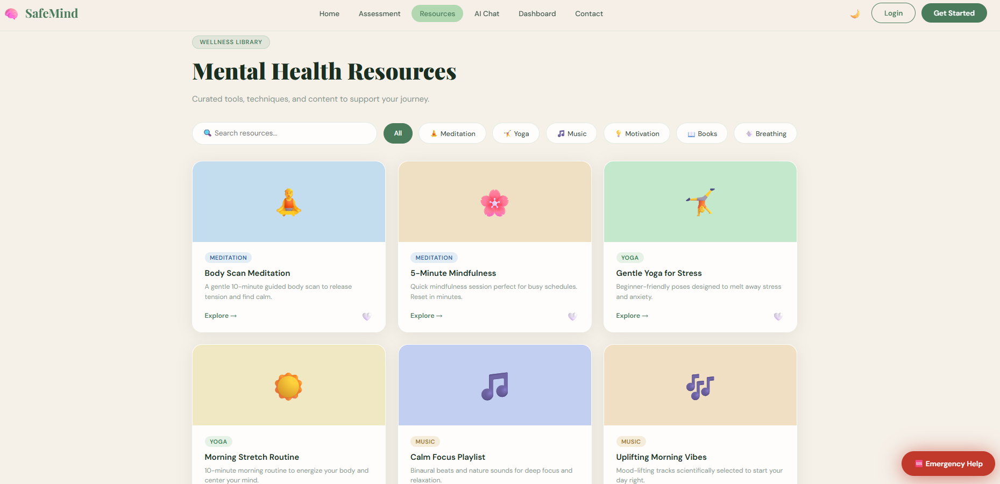 SafeMind
Home
Assessment
Resources
AI Chat
Dashboard
Contact
Login
Get Started
WELLNESS LIBRARY
Mental Health Resources
Curated tools, techniques, and content to support your journey.
Search resources...
All
Meditation
Yoga
Music
Motivation
Books
Breathing
MEDITATION
Body Scan Meditation
A gentle 10-minute guided body scan to release
tension and find calm.
Explore →
MEDITATION
5-Minute Mindfulness
Quick mindfulness session perfect for busy schedules.
Reset in minutes.
Explore →
YOGA
Gentle Yoga for Stress
Beginner-friendly poses designed to melt away stress
and anxiety.
Explore →
YOGA
Morning Stretch Routine
10-minute morning routine to energize your body and
center your mind.
MUSIC
Calm Focus Playlist
Binaural beats and nature sounds for deep focus and
relaxation.
MUSIC
Uplifting Morning Vibes
Mood-lifting tracks scientifically selected to start your
day right.
SOS Emergency Help